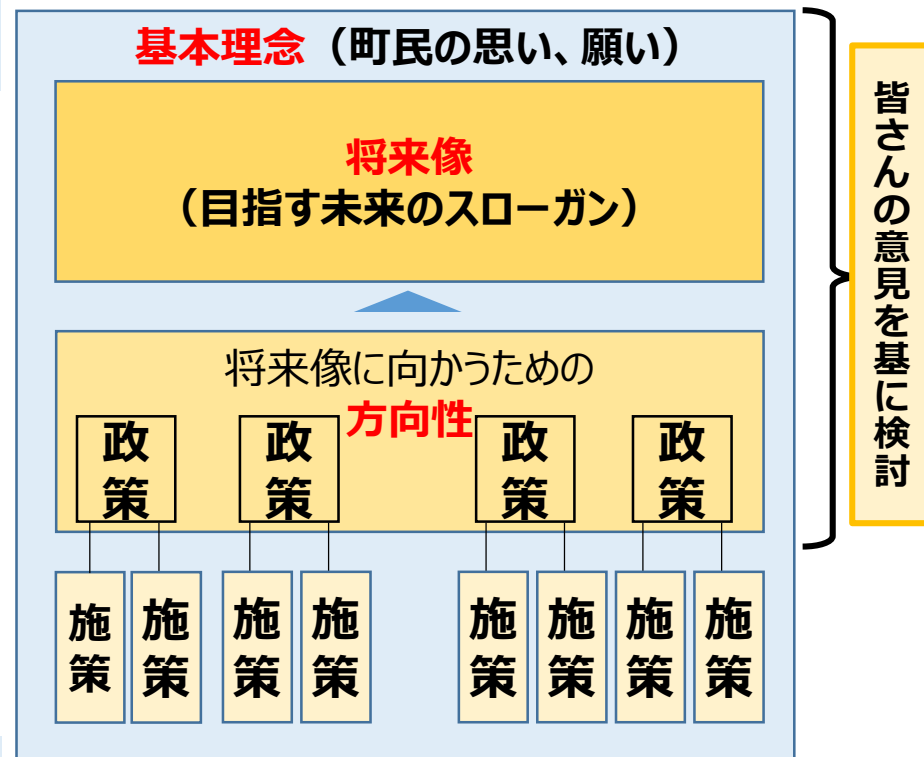 基本理念（町民の思い、願い）
将来像
（目指す未来のスローガン）
将来像に向かうための
方向性
政策
政策
政策
政策
施策
施策
施策
施策
施策
施策
施策
施策
皆さんの意見を基に検討